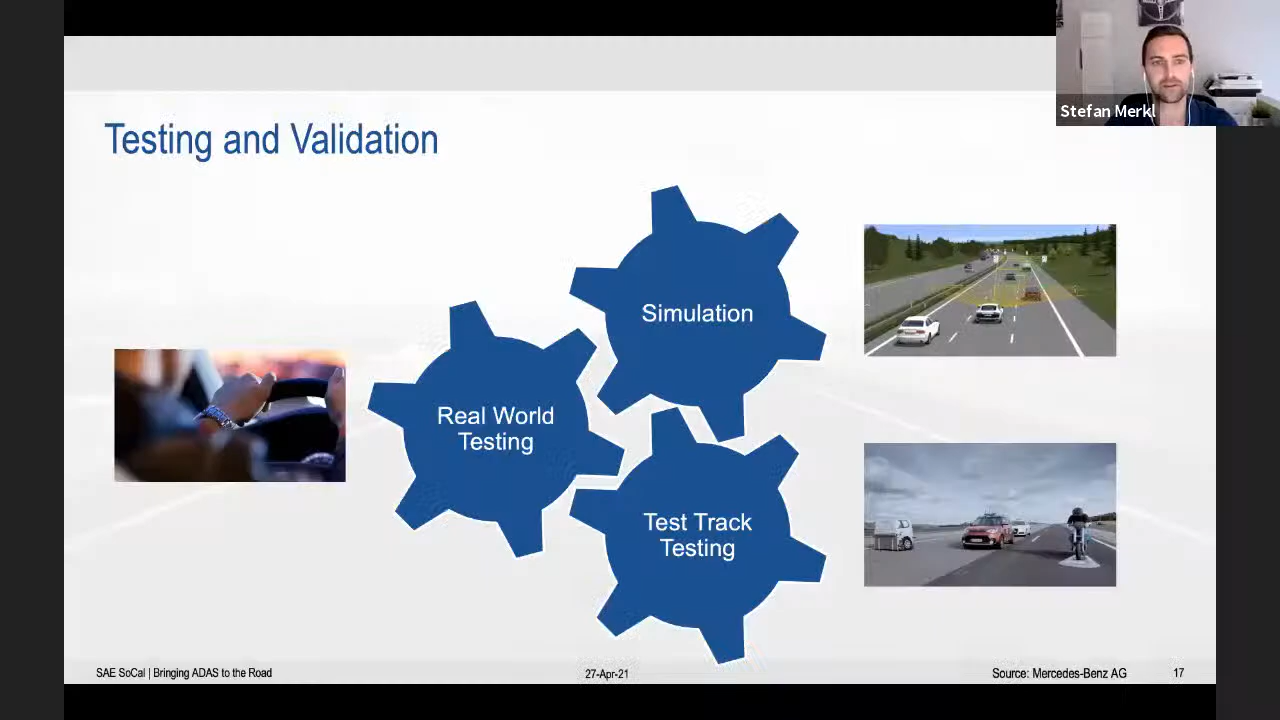 Stefan Merkl
Testing and Validation
Simulation
Real World
Testing
Test Track
Testing
SAE SoCal | Bringing ADAS to the Road
27-Apr-21
Source: Mercedes-Benz AG
17